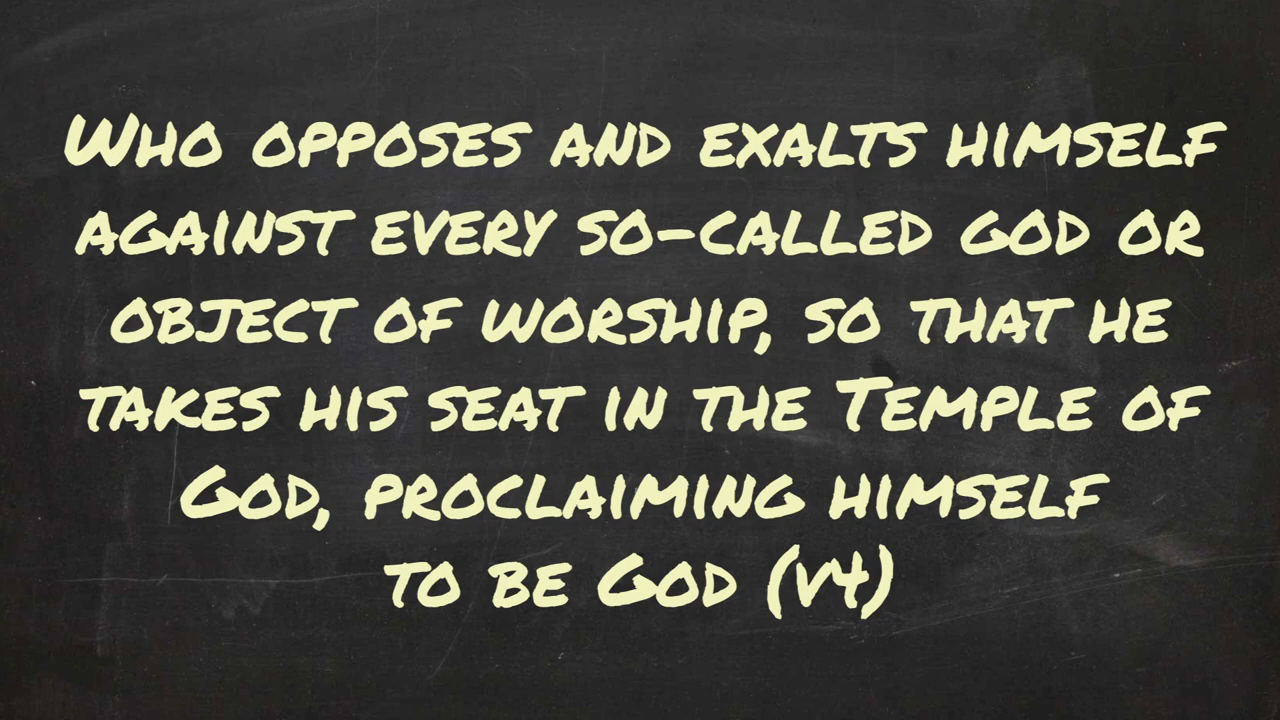 Who opposes and exalts himself
against every so-called god or
object of worship, so that he
takes his seat in the Temple of
God, proclaiming himself
to be God (v4)